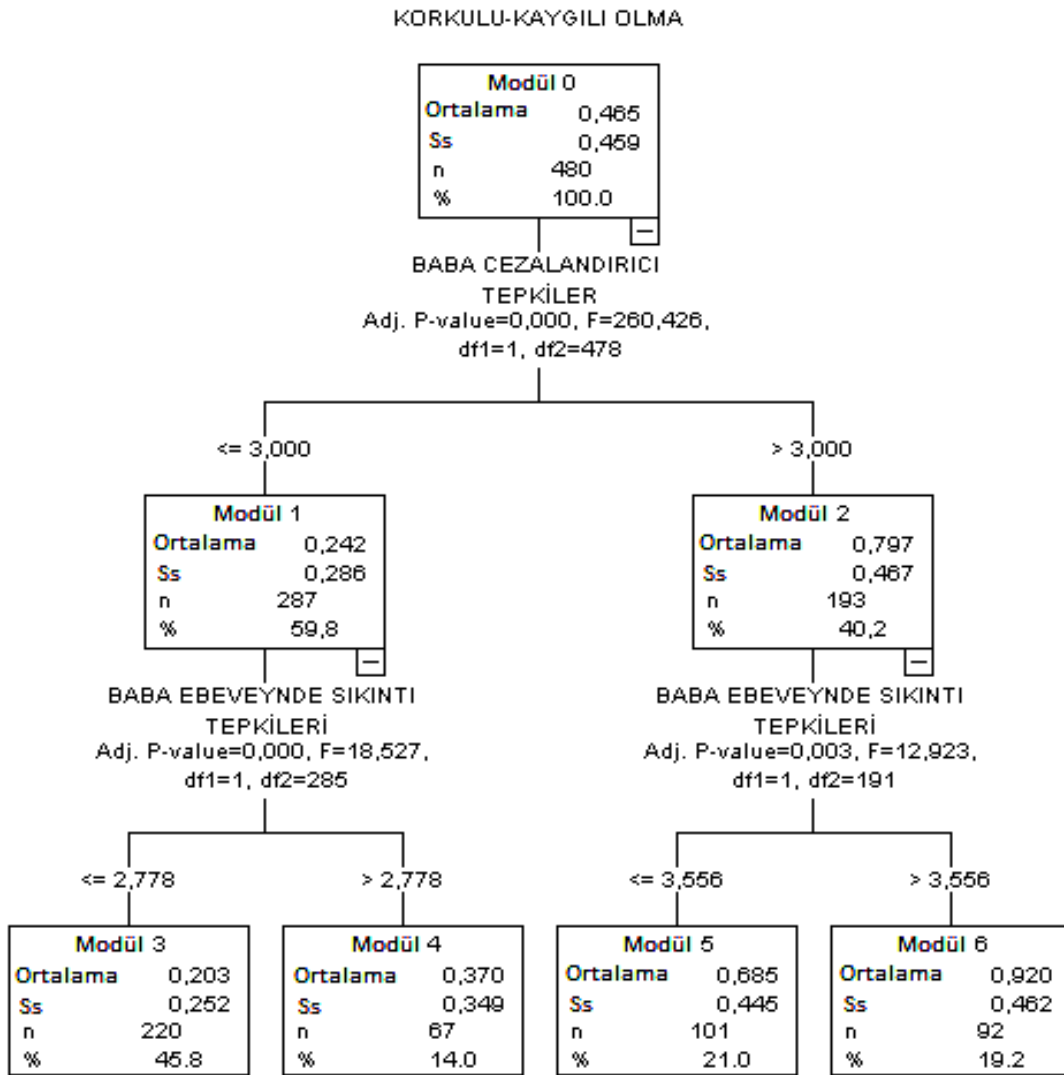 KORKULU-KAYGILI OLMA
Modül 0
Ortalama 0,465
Ss 0,459
n 480
% 100.0
BABA CEZALANDIRICI
TEPKİLER
Adj. P-value=0,000, F=260,426,
df1=1, df2=478
<= 3,000
> 3,000
Modül 1
Ortalama 0,242
Ss 0,286
n 287
% 59,8
Modül 2
Ortalama 0,797
Ss 0,467
n 193
% 40,2
BABA EBEVEYNDE SIKINTI
TEPKİLERİ
Adj. P-value=0,000, F=18,527,
df1=1, df2=285
BABA EBEVEYNDE SIKINTI
TEPKİLERİ
Adj. P-value=0,003, F=12,923,
df1=1, df2=191
<= 2,778
> 2,778
<= 3,556
> 3,556
Modül 3
Ortalama 0,203
Ss 0,252
n 220
% 45.8
Modül 4
Ortalama 0,370
Ss 0,349
n 67
% 14.0
Modül 5
Ortalama 0,685
Ss 0,445
n 101
% 21.0
Modül 6
Ortalama 0,920
Ss 0,462
n 92
% 19.2